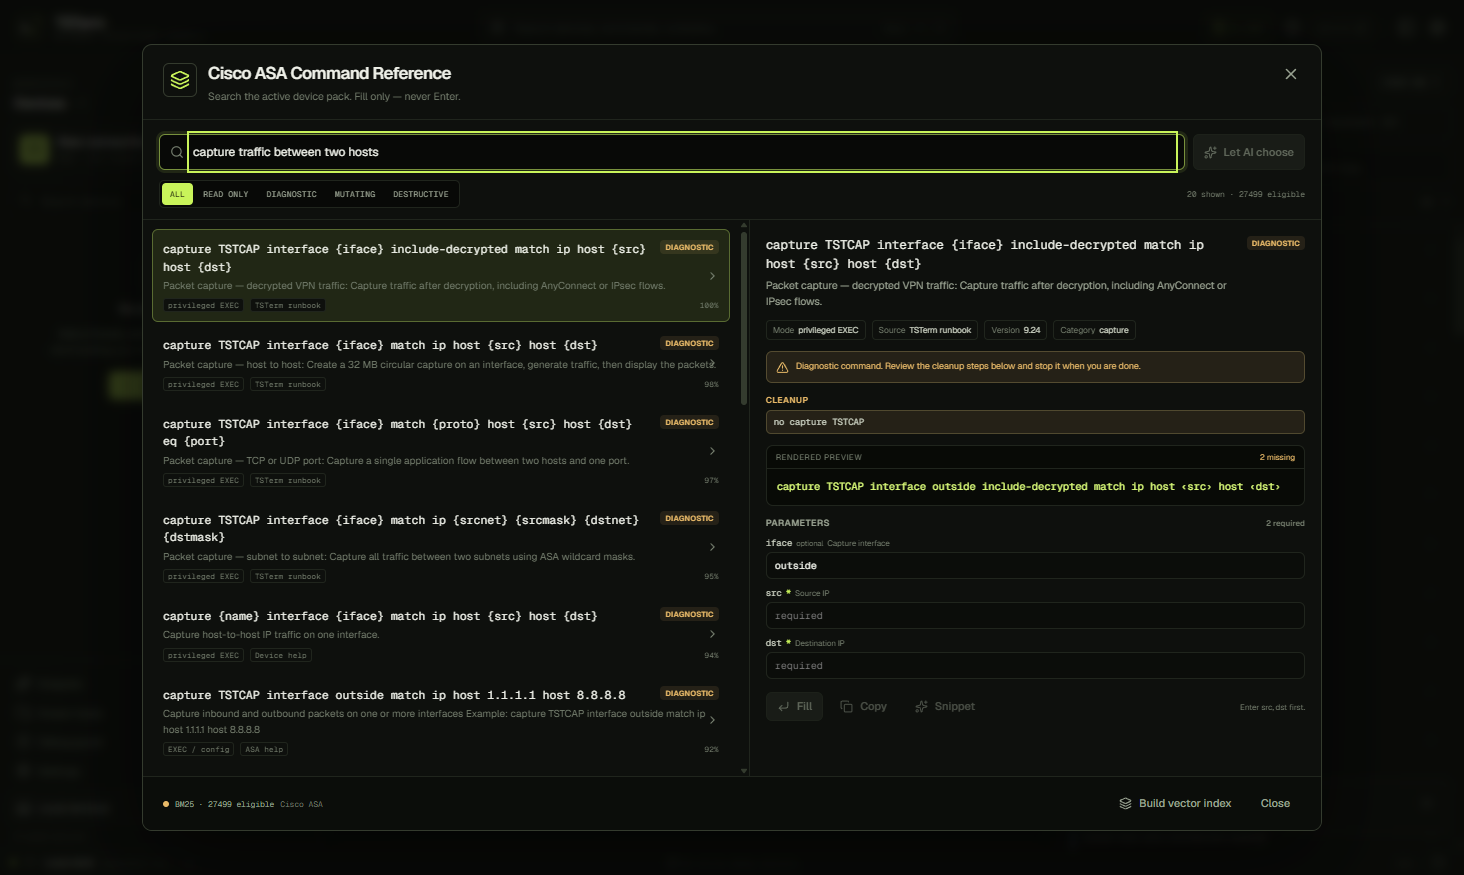 Cisco ASA Command Reference
Search the active device pack. Fill only — never Enter.
capture traffic between two hosts
Let AI choose
ALL READ ONLY DIAGNOSTIC MUTATING DESTRUCTIVE
20 shown · 27499 eligible
capture TSTCAP interface {iface} include-decrypted match ip host {src}
host {dst}
DIAGNOSTIC
Packet capture — decrypted VPN traffic: Capture traffic after decryption, including AnyConnect or IPsec flows.
privileged EXEC TSTerm runbook
100%
capture TSTCAP interface {iface} match ip host {src} host {dst}
DIAGNOSTIC
Packet capture — host to host: Create a 32 MB circular capture on an interface, generate traffic, then display the packets.
privileged EXEC TSTerm runbook
98%
capture TSTCAP interface {iface} match {proto} host {src} host {dst}
eq {port}
DIAGNOSTIC
Packet capture — TCP or UDP port: Capture a single application flow between two hosts and one port.
privileged EXEC TSTerm runbook
97%
capture TSTCAP interface {iface} match ip {srcnet} {srcmask} {dstnet}
{dstmask}
DIAGNOSTIC
Packet capture — subnet to subnet: Capture all traffic between two subnets using ASA wildcard masks.
privileged EXEC TSTerm runbook
95%
capture {name} interface {iface} match ip host {src} host {dst}
DIAGNOSTIC
Capture host-to-host IP traffic on one interface.
privileged EXEC Device help
94%
capture TSTCAP interface outside match ip host 1.1.1.1 host 8.8.8.8
DIAGNOSTIC
Capture inbound and outbound packets on one or more interfaces Example: capture TSTCAP interface outside match ip
host 1.1.1.1 host 8.8.8.8
EXEC / config ASA help
92%
capture TSTCAP interface {iface} include-decrypted match ip
host {src} host {dst}
DIAGNOSTIC
Packet capture — decrypted VPN traffic: Capture traffic after decryption, including AnyConnect or
IPsec flows.
Mode privileged EXEC Source TSTerm runbook Version 9.24 Category capture
Diagnostic command. Review the cleanup steps below and stop it when you are done.
CLEANUP
no capture TSTCAP
RENDERED PREVIEW 2 missing
capture TSTCAP interface outside include-decrypted match ip host ‹src› host ‹dst›
PARAMETERS 2 required
iface optional Capture interface
outside
src * Source IP
required
dst * Destination IP
required
Fill Copy Snippet Enter src, dst first.
BM25 · 27499 eligible Cisco ASA
Build vector index Close